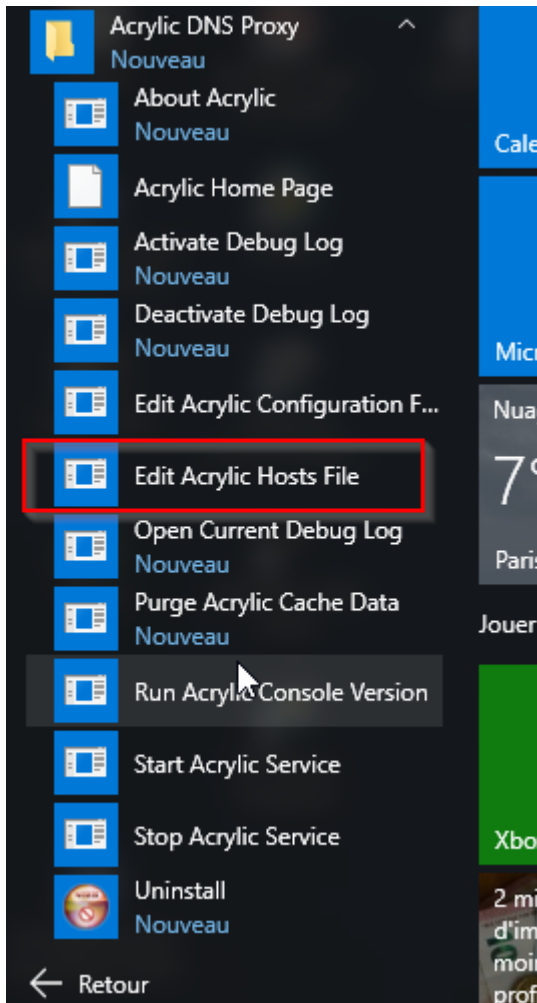 Acrylic DNS Proxy
Nouveau
About Acrylic
Nouveau
Acrylic Home Page
Activate Debug Log
Nouveau
Deactivate Debug Log
Nouveau
Edit Acrylic Configuration F...
Edit Acrylic Hosts File
Open Current Debug Log
Nouveau
Purge Acrylic Cache Data
Nouveau
Run Acrylic Console Version
Start Acrylic Service
Stop Acrylic Service
Uninstall
Nouveau
Retour
Cale
Micr
Nua
7°
Paris
Jouer
Xbo
2 mi
d'im
moin
prof